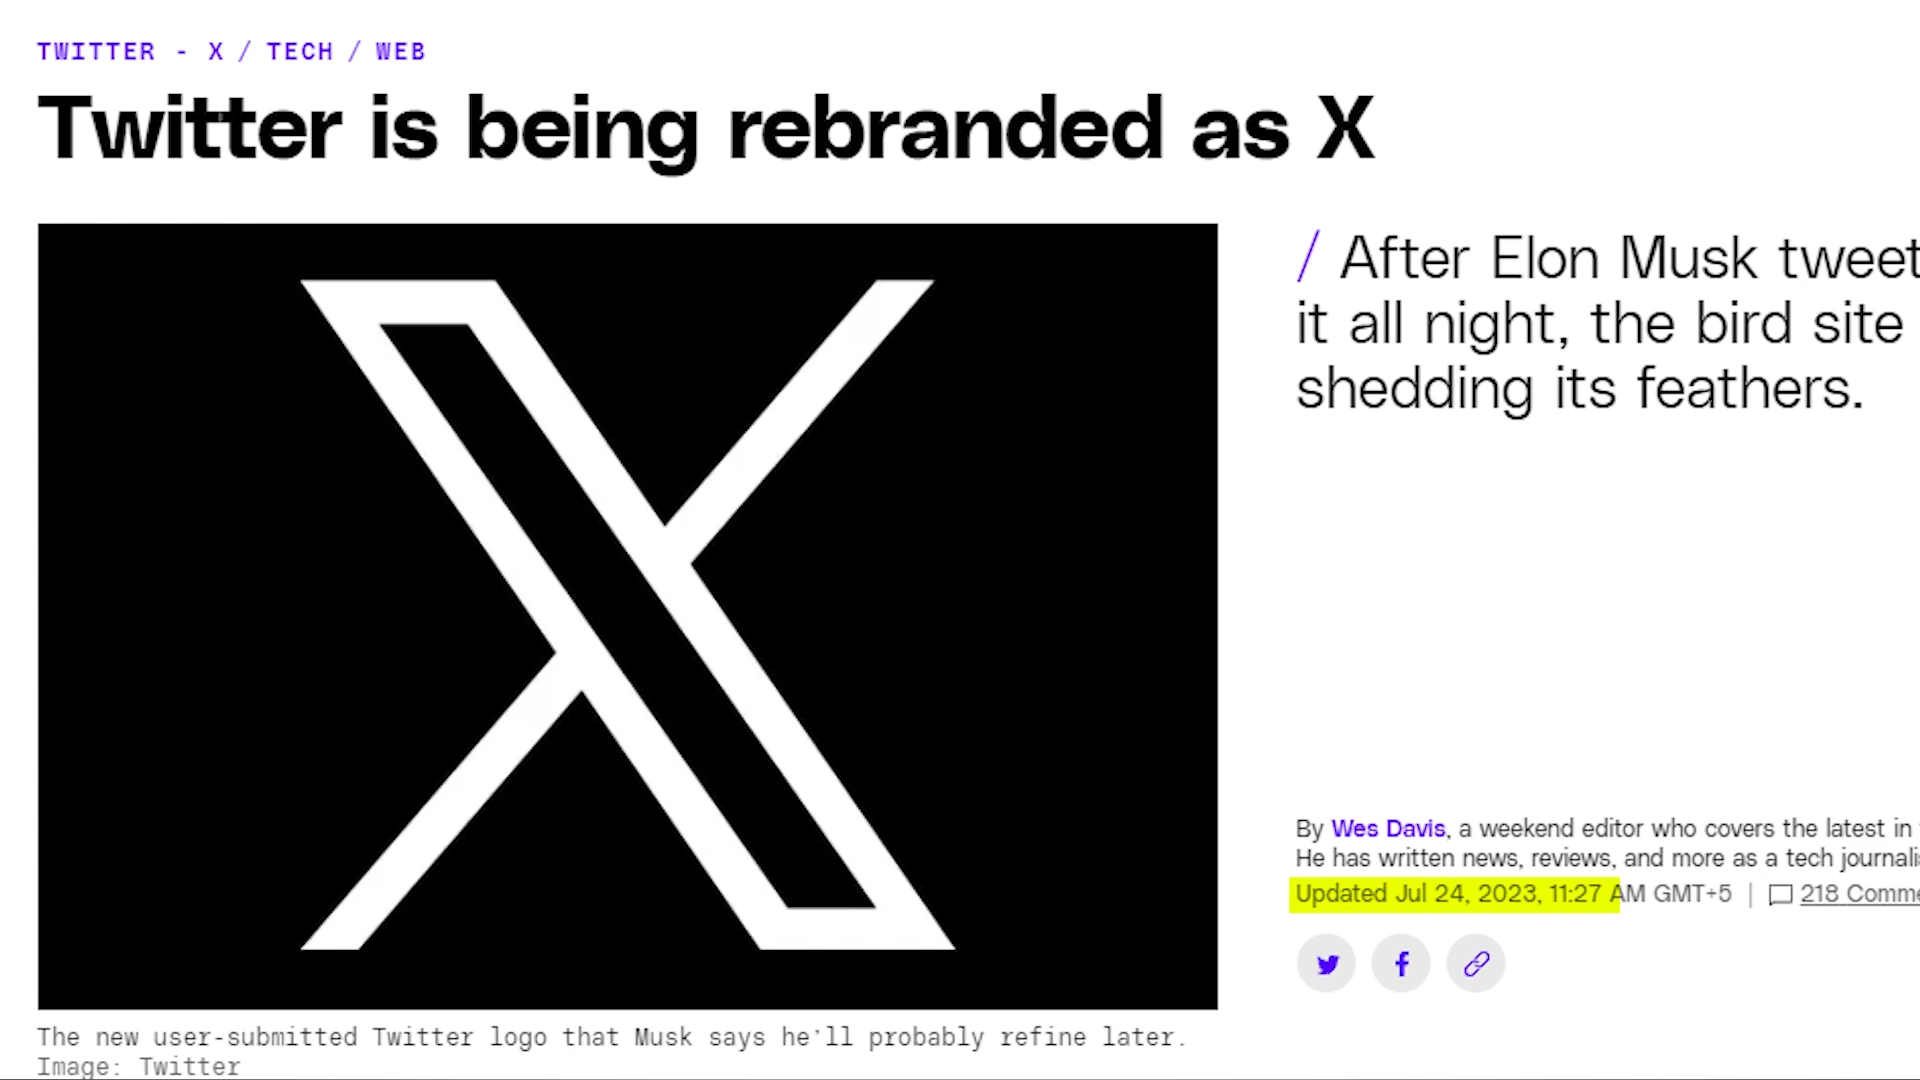 TWITTER - X / TECH / WEB
Twitter is being rebranded as X
/ After Elon Musk tweet
it all night, the bird site
shedding its feathers.
By Wes Davis, a weekend editor who covers the latest in
He has written news, reviews, and more as a tech journali
Updated Jul 24, 2023, 11:27 AM GMT+5 | 218 Comme
The new user-submitted Twitter logo that Musk says he'll probably refine later.
Image: Twitter